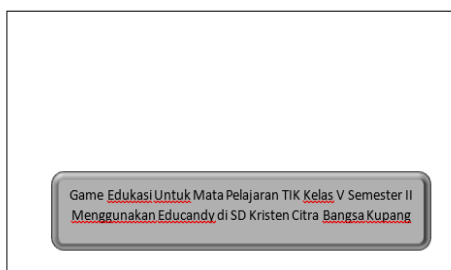 Game Edukasi Untuk Mata Pelajaran TIK Kelas V Semester II
Menggunakan Educandy di SD Kristen Citra Bangsa Kupang